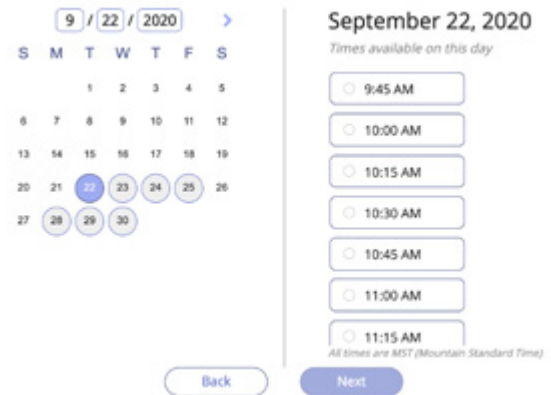 9 / 22 / 2020 >
S M T W T F S
1 2 3 4 5
6 7 8 9 10 11 12
13 14 15 16 17 18 19
20 21 22 23 24 25 26
27 28 29 30
September 22, 2020
Times available on this day
9:45 AM
10:00 AM
10:15 AM
10:30 AM
10:45 AM
11:00 AM
11:15 AM
All times are MST (Mountain Standard Time)
Back
Next